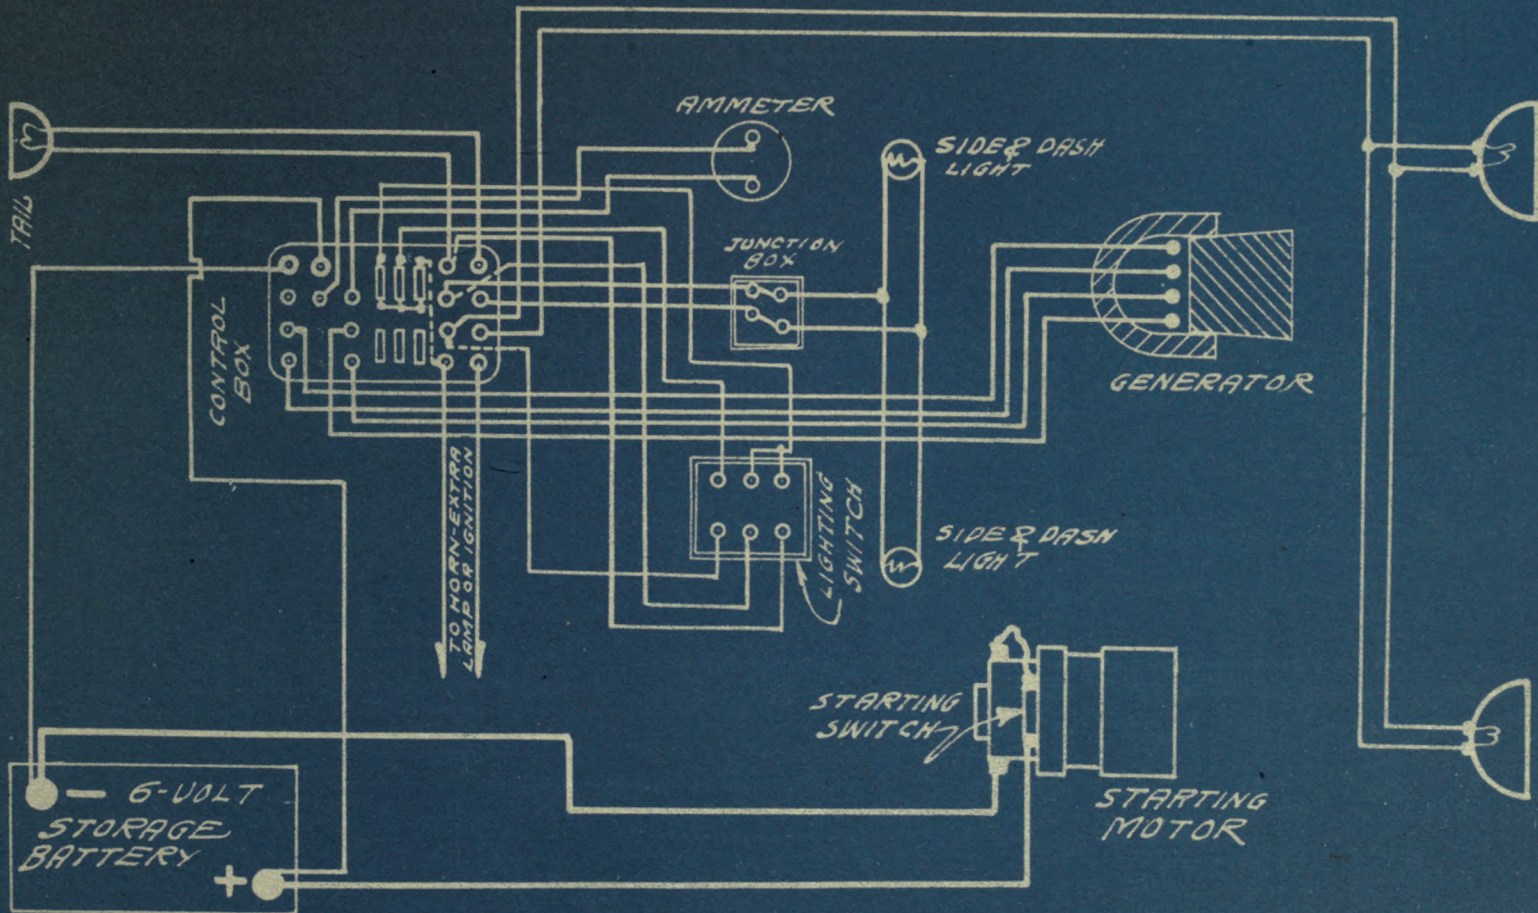 AMMETER
SIDE & DASH
LIGHT
TAIL
JUNCTION
BOX
CONTROL
BOX
GENERATOR
TO HORN-EXTRA
LAMP OR IGNITION
LIGHTING
SWITCH
SIDE & DASH
LIGHT
STARTING
SWITCH
STARTING
MOTOR
— 6-VOLT
STORAGE
BATTERY
+